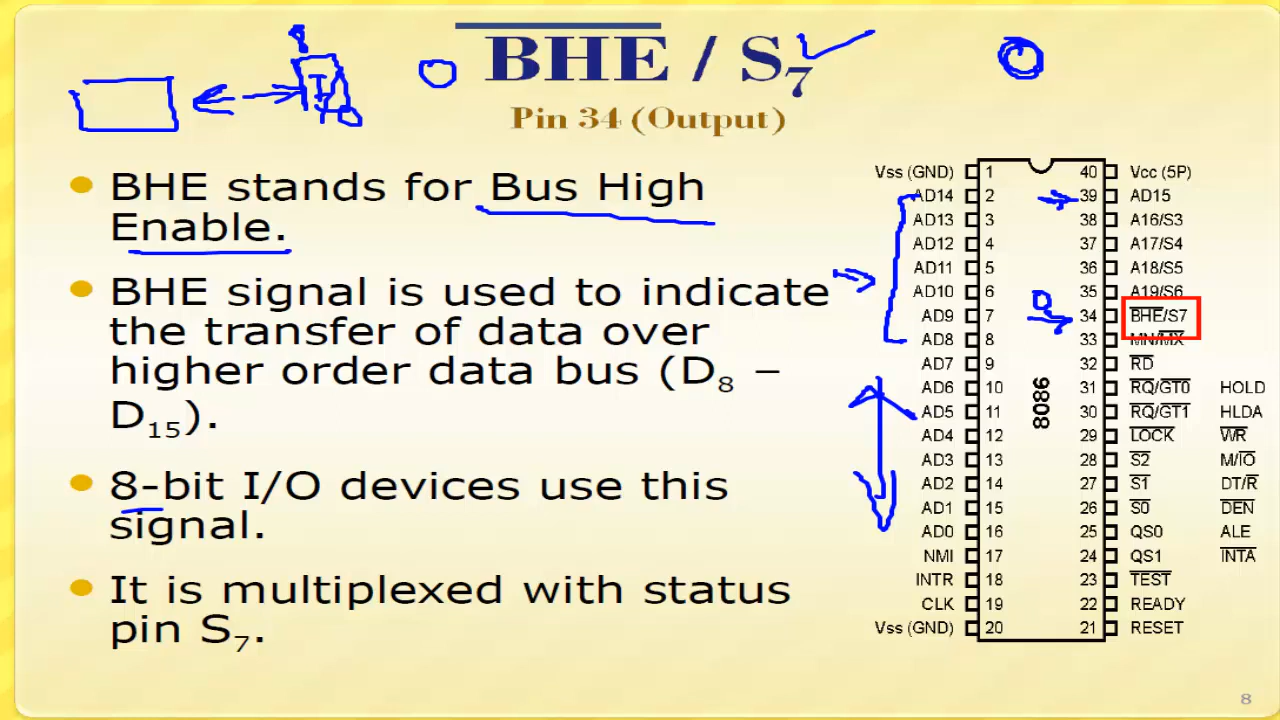 BHE / S7
Pin 34 (Output)
BHE stands for Bus High
Enable.
BHE signal is used to indicate
the transfer of data over
higher order data bus (D8 –
D15).
8-bit I/O devices use this
signal.
It is multiplexed with status
pin S7.
Vss (GND) 1 40 Vcc (5P)
AD14 2 39 AD15
AD13 3 38 A16/S3
AD12 4 37 A17/S4
AD11 5 36 A18/S5
AD10 6 35 A19/S6
AD9 7 34 BHE/S7
AD8 8 33 MN/MX
AD7 9 32 RD
AD6 10 31 RQ/GT0 HOLD
AD5 11 30 RQ/GT1 HLDA
AD4 12 29 LOCK WR
AD3 13 28 S2 M/IO
AD2 14 27 S1 DT/R
AD1 15 26 S0 DEN
AD0 16 25 QS0 ALE
NMI 17 24 QS1 INTA
INTR 18 23 TEST
CLK 19 22 READY
Vss (GND) 20 21 RESET
8086
8